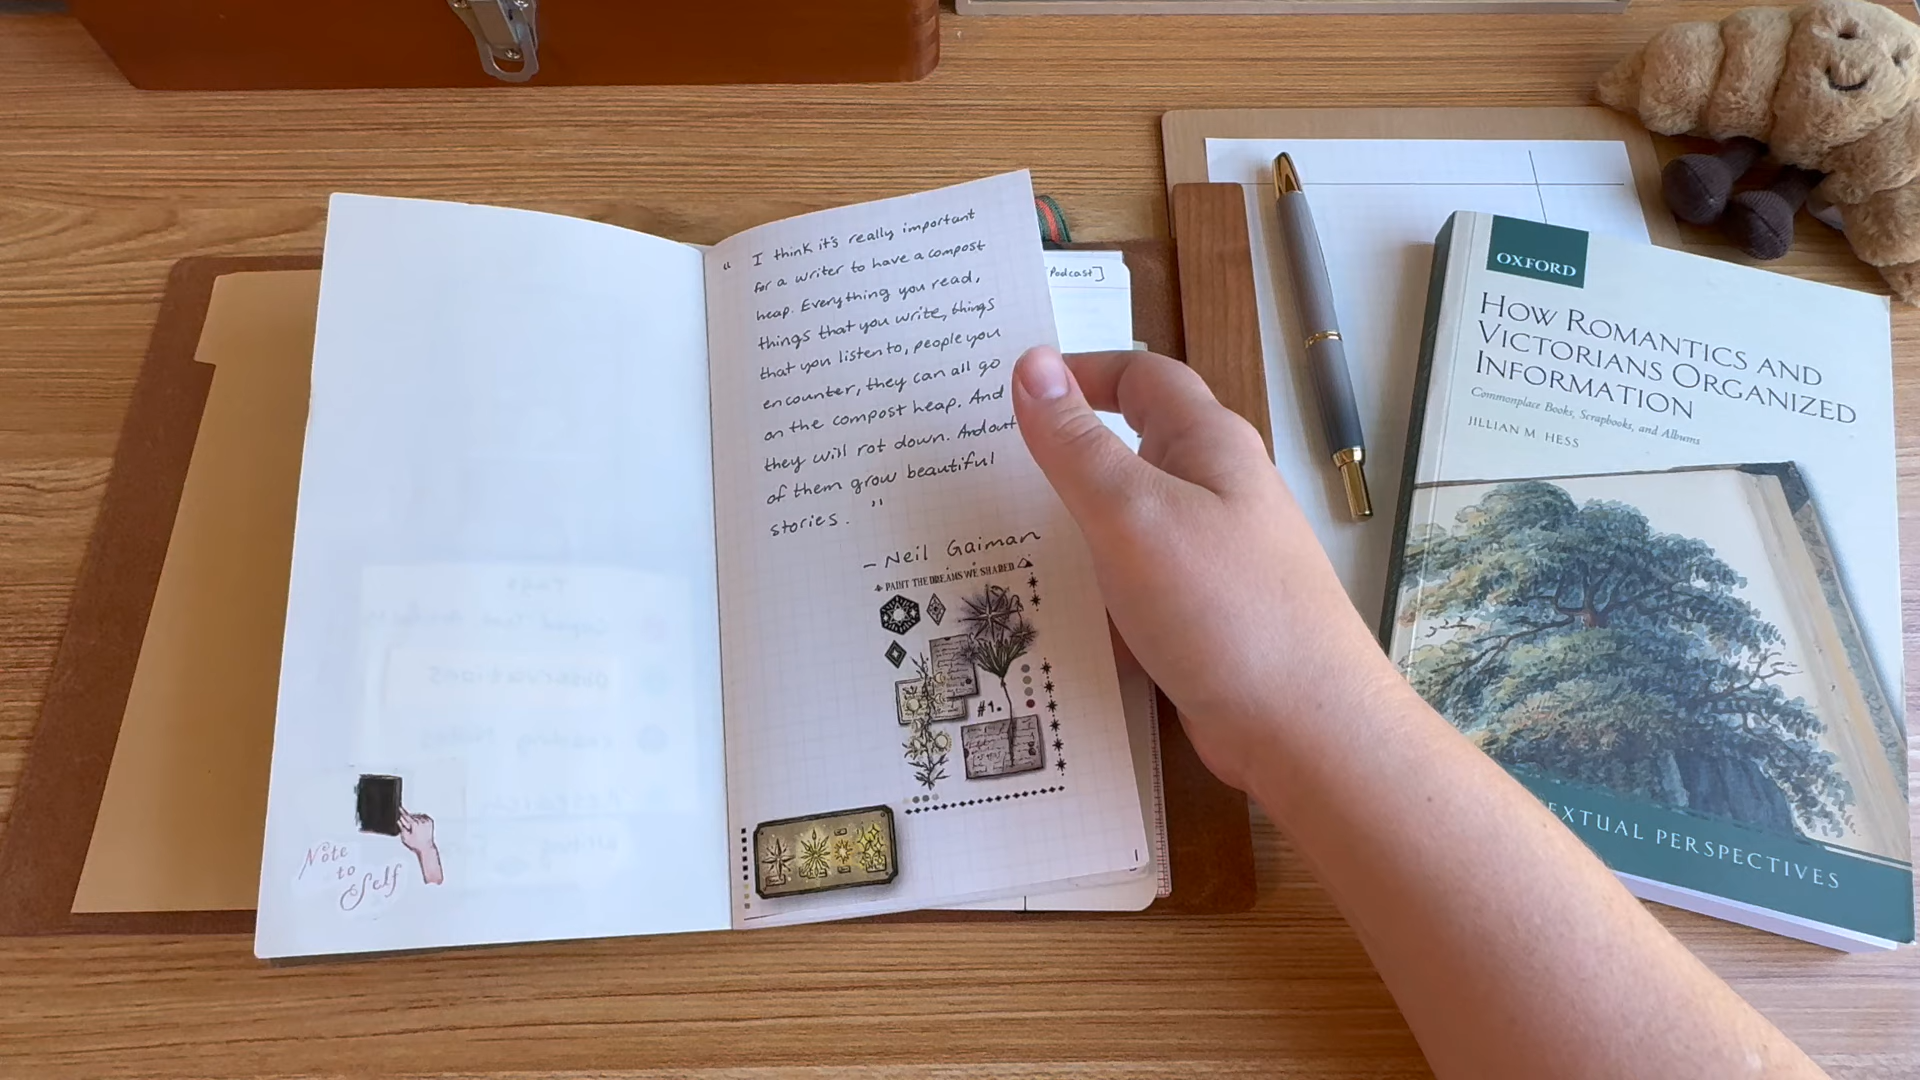 Note
to
Self
" I think it's really important
for a writer to have a compost
heap. Everything you read,
things that you write, things
that you listen to, people you
encounter, they can all go
on the compost heap. And
they will rot down. And out
of them grow beautiful
stories. "
- Neil Gaiman
PAINT THE DREAMS WE SHARED
#1.
1
Podcast]
OXFORD
HOW ROMANTICS AND
VICTORIANS ORGANIZED
INFORMATION
Commonplace Books, Scrapbooks, and Albums
JILLIAN M. HESS
EXTUAL PERSPECTIVES